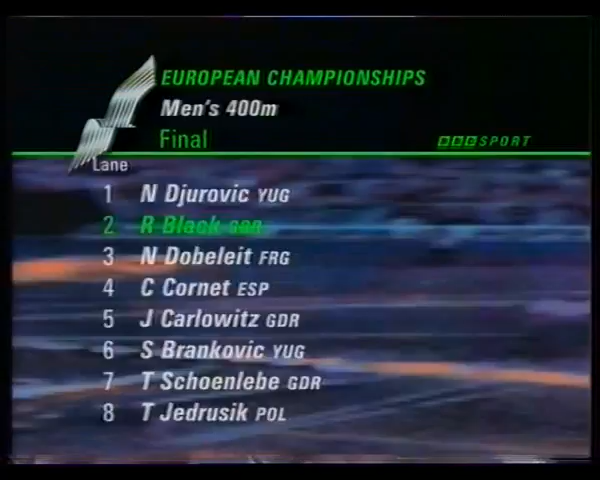 EUROPEAN CHAMPIONSHIPS
Men's 400m
Final
BBC SPORT
Lane
1 N Djurovic YUG
2 R Black GBR
3 N Dobeleit FRG
4 C Cornet ESP
5 J Carlowitz GDR
6 S Brankovic YUG
7 T Schoenlebe GDR
8 T Jedrusik POL